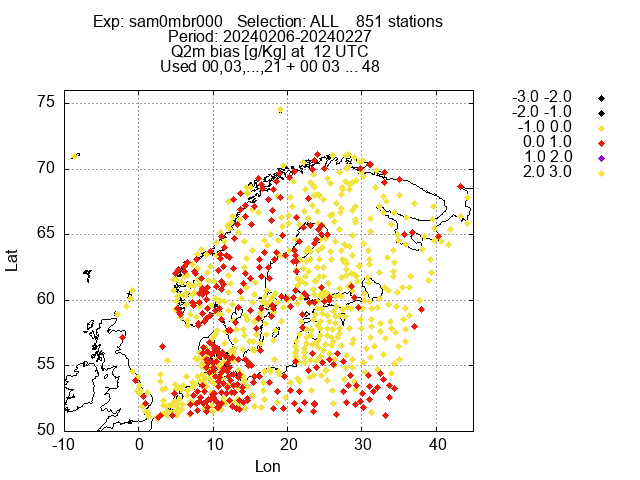 Exp: sam0mbr000 Selection: ALL 851 stations
Period: 20240206-20240227
Q2m bias [g/Kg] at 12 UTC
Used 00,03,...,21 + 00 03 ... 48
-3.0 -2.0
-2.0 -1.0
-1.0 0.0
0.0 1.0
1.0 2.0
2.0 3.0
75
70
65
60
55
50
Lat
-10 0 10 20 30 40
Lon